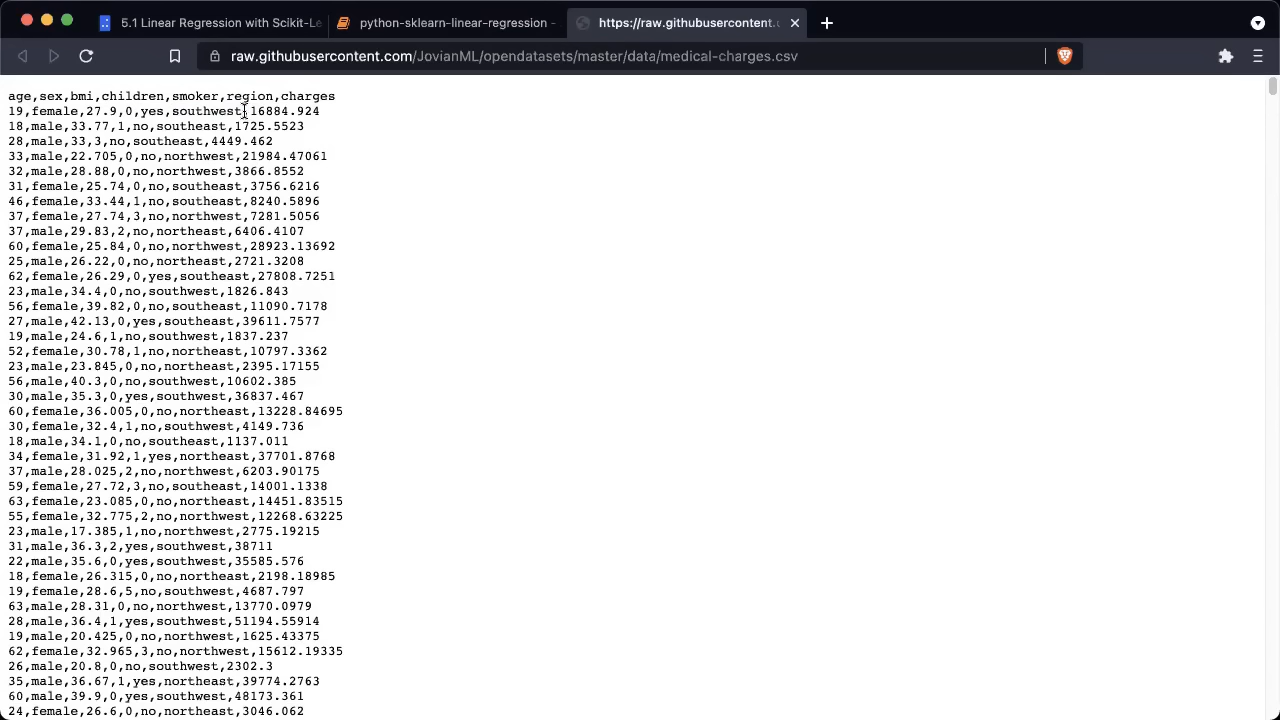 5.1 Linear Regression with Scikit-Le
python-sklearn-linear-regression -
https://raw.githubusercontent.
raw.githubusercontent.com/JovianML/opendatasets/master/data/medical-charges.csv
age,sex,bmi,children,smoker,region,charges
19,female,27.9,0,yes,southwest,16884.924
18,male,33.77,1,no,southeast,1725.5523
28,male,33,3,no,southeast,4449.462
33,male,22.705,0,no,northwest,21984.47061
32,male,28.88,0,no,northwest,3866.8552
31,female,25.74,0,no,southeast,3756.6216
46,female,33.44,1,no,southeast,8240.5896
37,female,27.74,3,no,northwest,7281.5056
37,male,29.83,2,no,northeast,6406.4107
60,female,25.84,0,no,northwest,28923.13692
25,male,26.22,0,no,northeast,2721.3208
62,female,26.29,0,yes,southeast,27808.7251
23,male,34.4,0,no,southwest,1826.843
56,female,39.82,0,no,southeast,11090.7178
27,male,42.13,0,yes,southeast,39611.7577
19,male,24.6,1,no,southwest,1837.237
52,female,30.78,1,no,northeast,10797.3362
23,male,23.845,0,no,northeast,2395.17155
56,male,40.3,0,no,southwest,10602.385
30,male,35.3,0,yes,southwest,36837.467
60,female,36.005,0,no,northeast,13228.84695
30,female,32.4,1,no,southwest,4149.736
18,male,34.1,0,no,southeast,1137.011
34,female,31.92,1,yes,northeast,37701.8768
37,male,28.025,2,no,northwest,6203.90175
59,female,27.72,3,no,southeast,14001.1338
63,female,23.085,0,no,northeast,14451.83515
55,female,32.775,2,no,northwest,12268.63225
23,male,17.385,1,no,northwest,2775.19215
31,male,36.3,2,yes,southwest,38711
22,male,35.6,0,yes,southwest,35585.576
18,female,26.315,0,no,northeast,2198.18985
19,female,28.6,5,no,southwest,4687.797
63,male,28.31,0,no,northwest,13770.0979
28,male,36.4,1,yes,southwest,51194.55914
19,male,20.425,0,no,northwest,1625.43375
62,female,32.965,3,no,northwest,15612.19335
26,male,20.8,0,no,southwest,2302.3
35,male,36.67,1,yes,northeast,39774.2763
60,male,39.9,0,yes,southwest,48173.361
24,female,26.6,0,no,northeast,3046.062